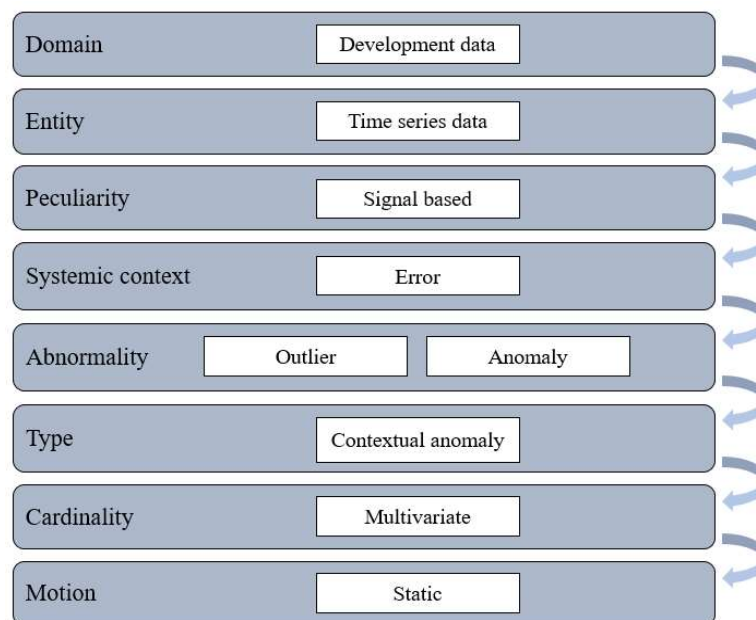 Domain
Development data
Entity
Time series data
Peculiarity
Signal based
Systemic context
Error
Abnormality
Outlier
Anomaly
Type
Contextual anomaly
Cardinality
Multivariate
Motion
Static